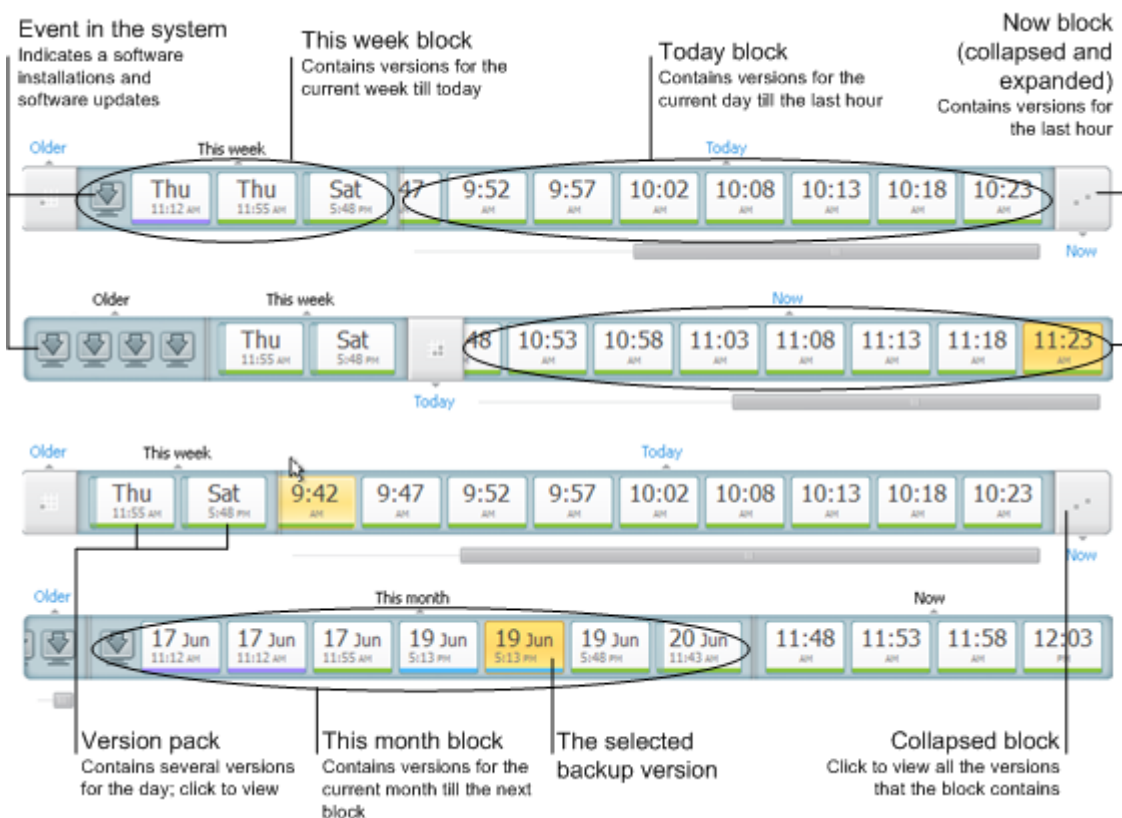 Event in the system
Indicates a software
installations and
software updates
This week block
Contains versions for the
current week till today
Today block
Contains versions for the
current day till the last hour
Now block
(collapsed and
expanded)
Contains versions for
the last hour
Older
This week
Today
Thu
11:12 AM
Thu
11:55 AM
Sat
5:48 PM
47
9:52
AM
9:57
AM
10:02
AM
10:08
AM
10:13
AM
10:18
AM
10:23
AM
Now
Older
This week
Now
Thu
11:55 AM
Sat
5:48 PM
48
10:53
AM
10:58
AM
11:03
AM
11:08
AM
11:13
AM
11:18
AM
11:23
AM
Today
Older
This week
Today
Thu
11:55 AM
Sat
5:48 PM
9:42
AM
9:47
AM
9:52
AM
9:57
AM
10:02
AM
10:08
AM
10:13
AM
10:18
AM
10:23
AM
Now
Older
This month
Now
17 Jun
11:12 AM
17 Jun
11:12 AM
17 Jun
11:55 AM
19 Jun
5:13 PM
19 Jun
5:13 PM
19 Jun
5:48 PM
20 Jun
11:43 AM
11:48
AM
11:53
AM
11:58
AM
12:03
PM
Version pack
Contains several versions
for the day; click to view
This month block
Contains versions for the
current month till the next
block
The selected
backup version
Collapsed block
Click to view all the versions
that the block contains